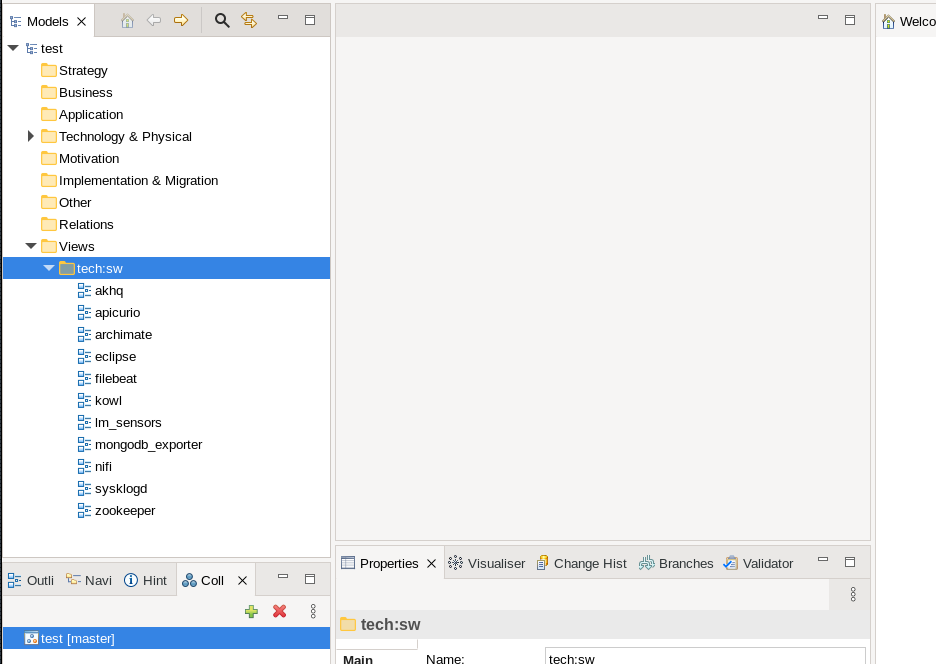 Models
test
Strategy
Business
Application
Technology & Physical
Motivation
Implementation & Migration
Other
Relations
Views
tech:sw
akhq
apicurio
archimate
eclipse
filebeat
kowl
lm_sensors
mongodb_exporter
nifi
sysklogd
zookeeper
Outli Navi Hint Coll
test [master]
Welco
Properties Visualiser Change Hist Branches Validator
tech:sw
Main Name: tech:sw